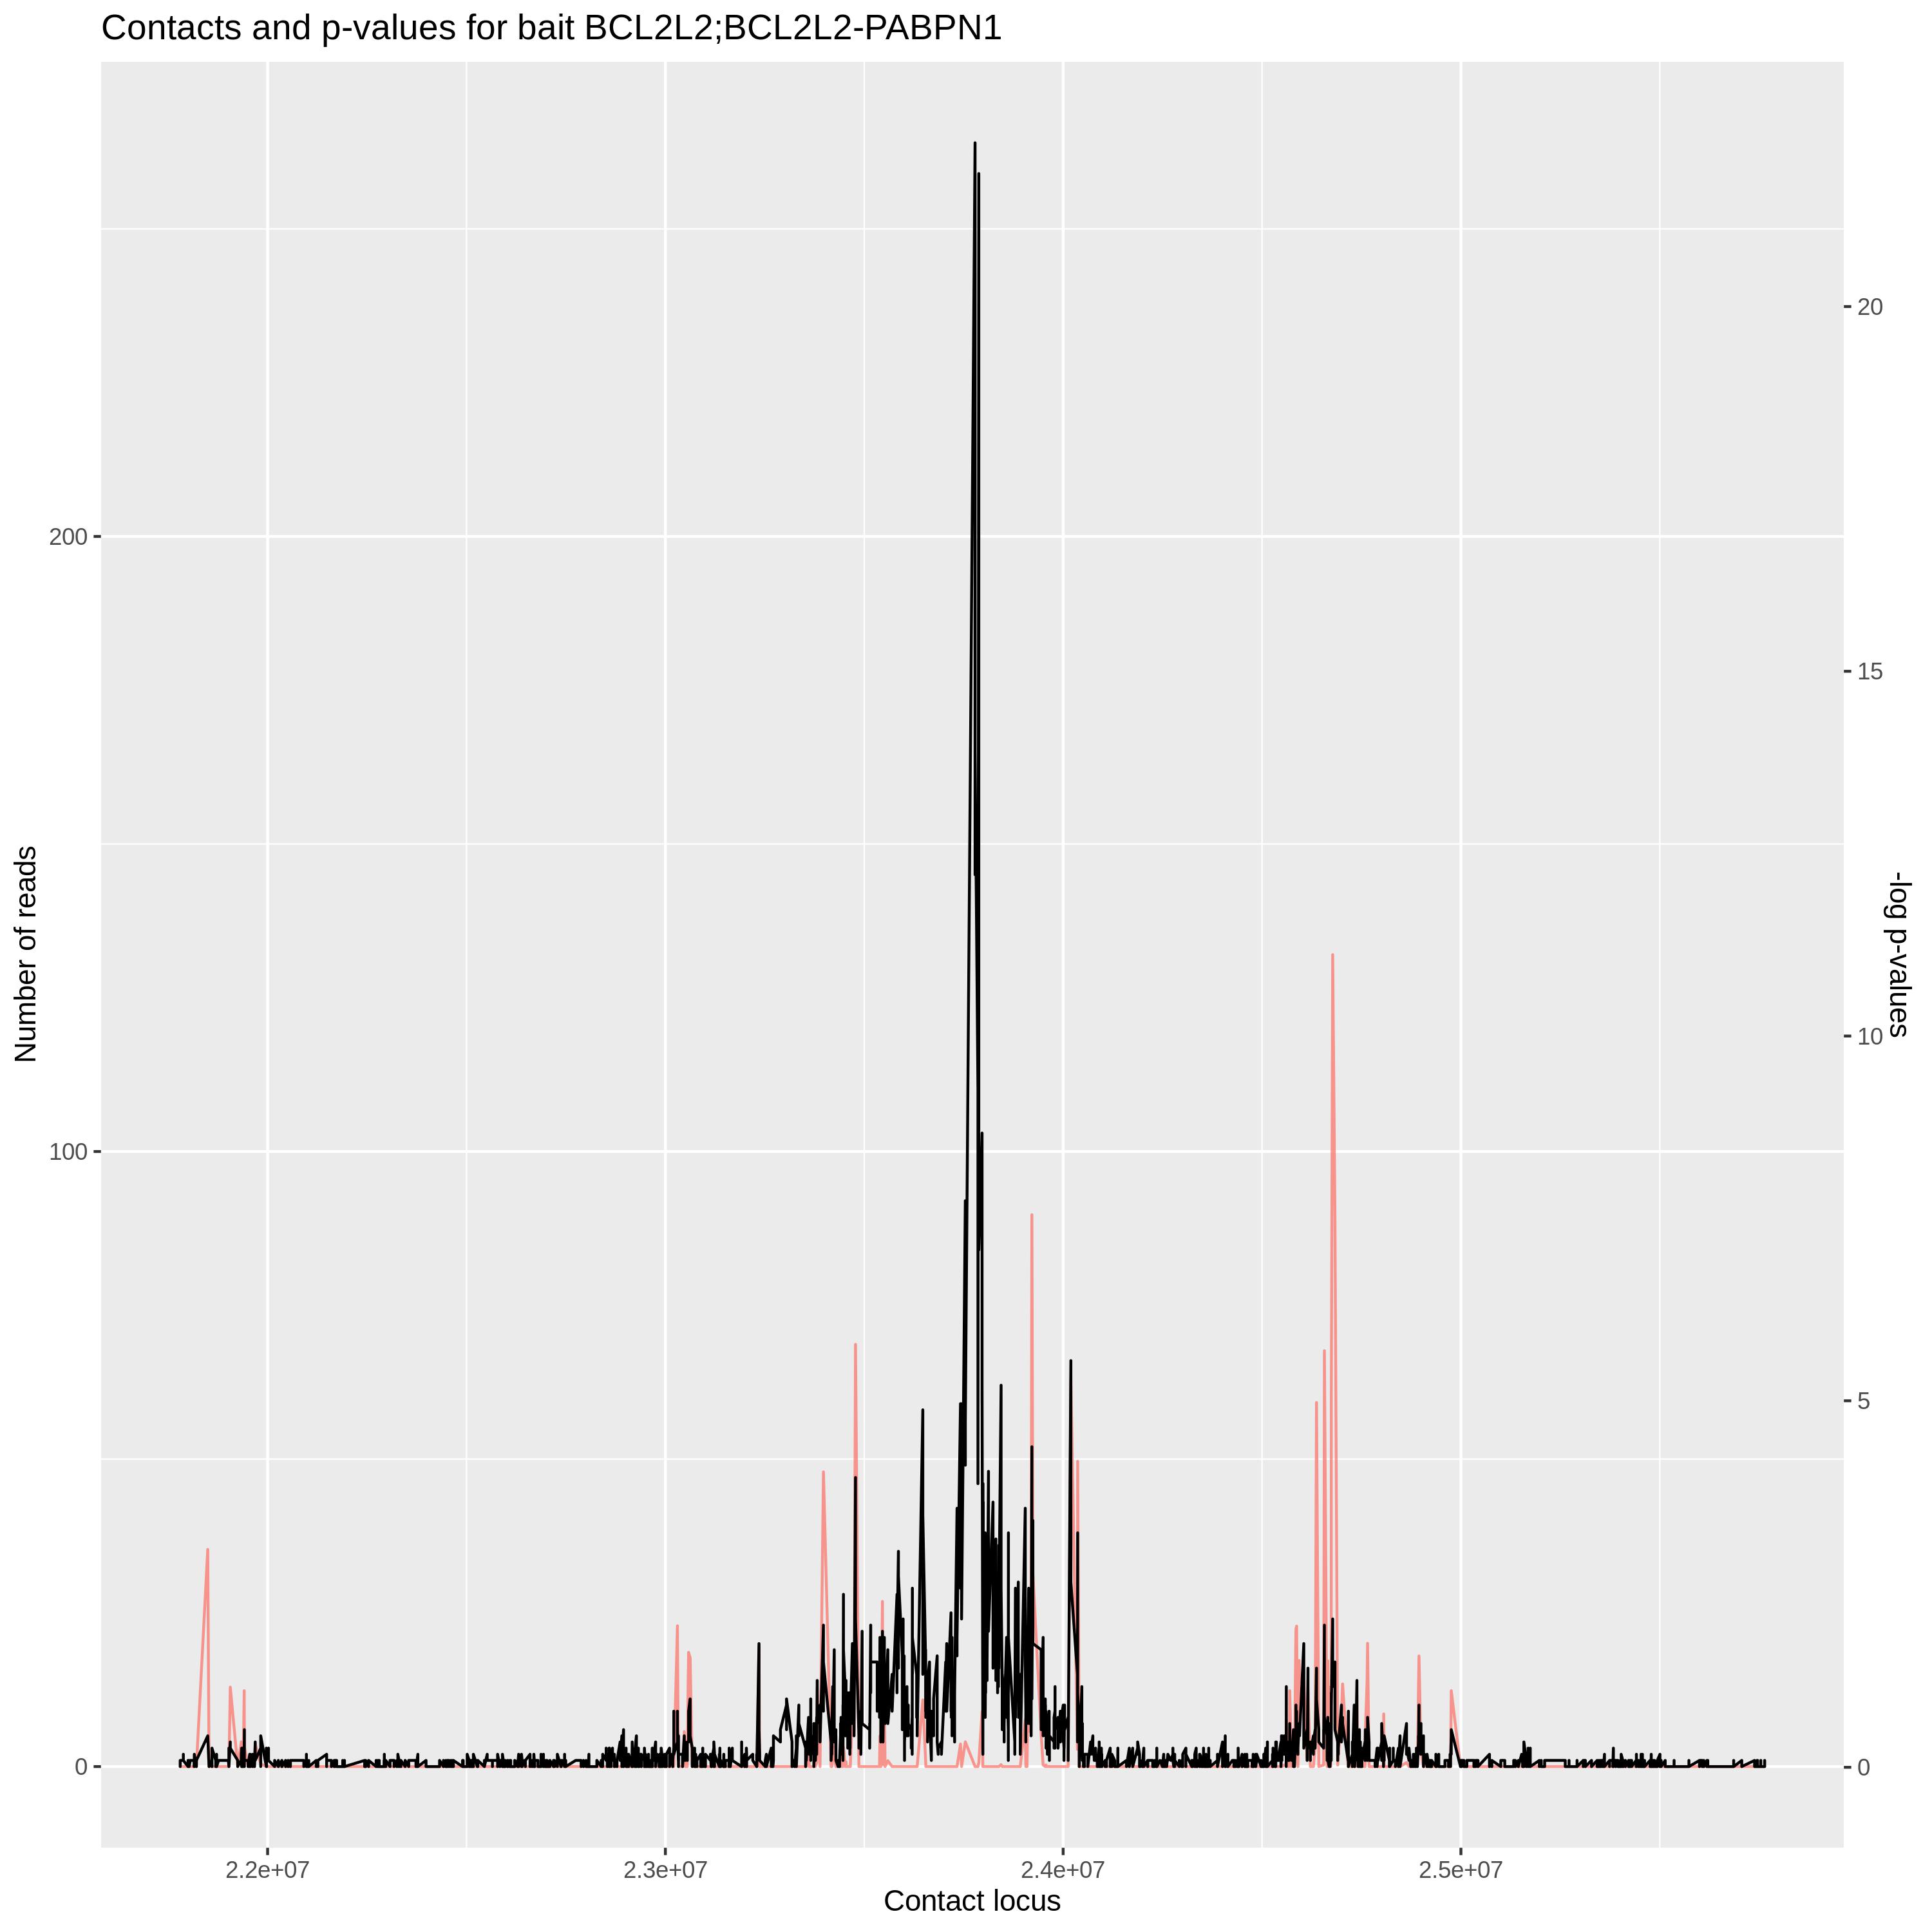 Contacts and p-values for bait BCL2L2;BCL2L2-PABPN1
Number of reads
200
100
0
20
15
10
5
0
-log p-values
2.2e+07 2.3e+07 2.4e+07 2.5e+07
Contact locus